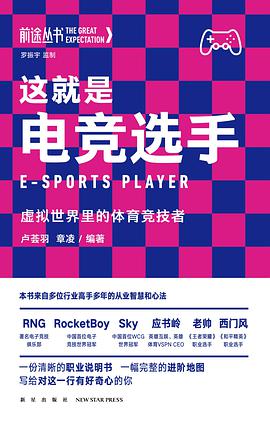 前途丛书 THE GREAT EXPECTATION
罗振宇 监制
这就是
电竞选手
E-SPORTS PLAYER
虚拟世界里的体育竞技者
卢荟羽 章凌 / 编著
本书来自多位行业高手多年的从业智慧和心法
RNG RocketBoy Sky 应书岭 老帅 西门风
著名电子竞技 中国首位电子 中国首位WCG 英雄互娱、英雄 《王者荣耀》 《和平精英》
俱乐部 竞技世界冠军 世界冠军 体育VSPN CEO 职业选手 职业选手
一份清晰的职业说明书 一幅完整的进阶地图
写给对这一行有好奇心的你
新星出版社 NEW STAR PRESS